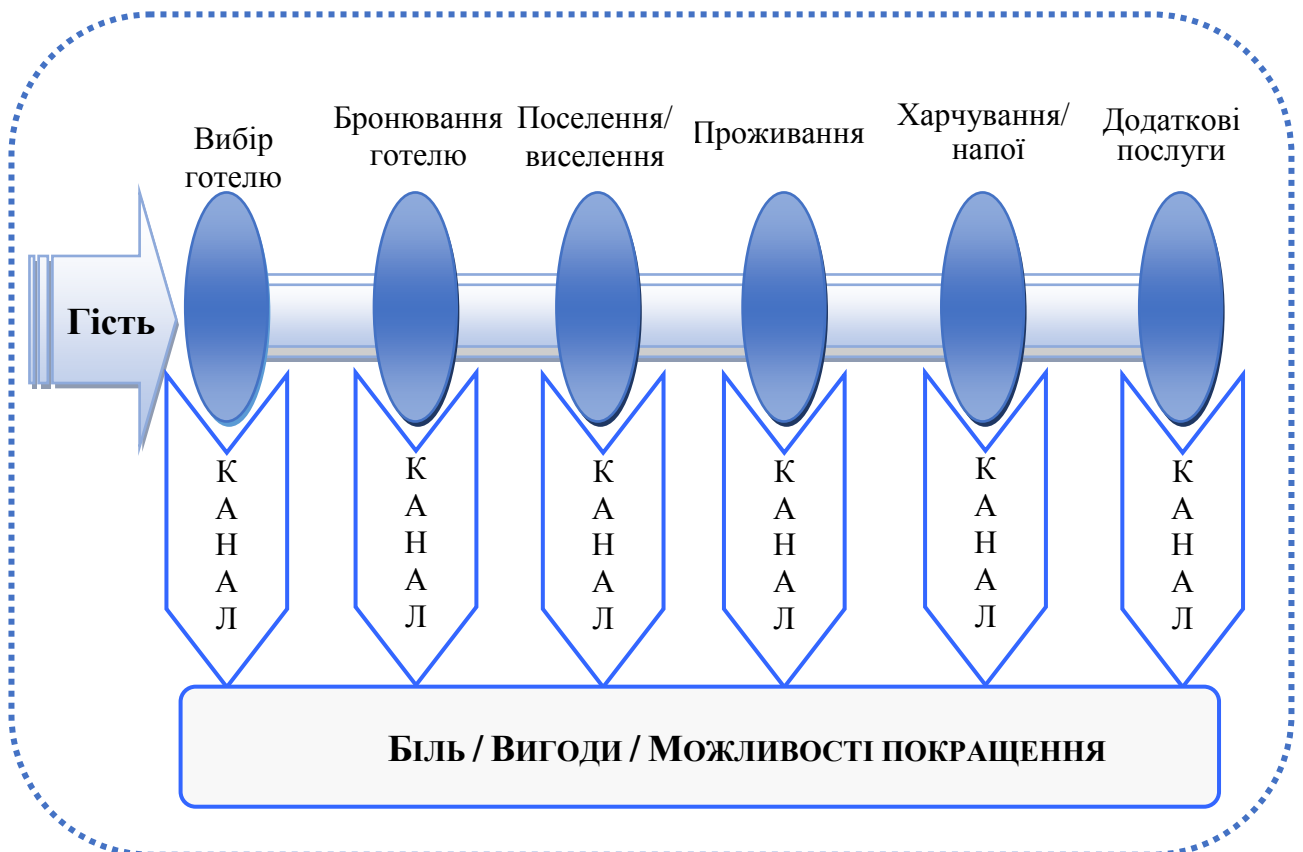 Вибір
готелю
Бронювання
готелю
Поселення/
виселення
Проживання
Харчування/
напої
Додаткові
послуги
Гість
К
А
Н
А
Л
К
А
Н
А
Л
К
А
Н
А
Л
К
А
Н
А
Л
К
А
Н
А
Л
К
А
Н
А
Л
БІЛЬ / ВИГОДИ / МОЖЛИВОСТІ ПОКРАЩЕННЯ